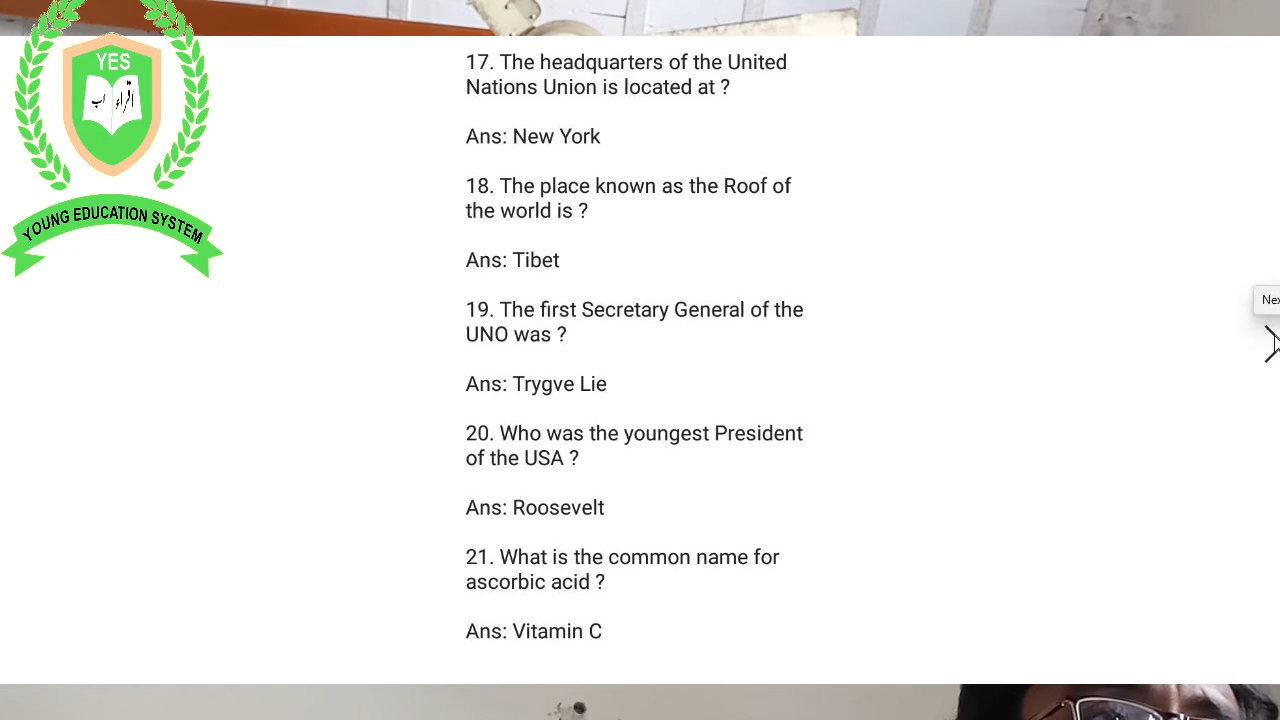 YES
اقراء
YOUNG EDUCATION SYSTEM
17. The headquarters of the United
Nations Union is located at ?
Ans: New York
18. The place known as the Roof of
the world is ?
Ans: Tibet
19. The first Secretary General of the
UNO was ?
Ans: Trygve Lie
20. Who was the youngest President
of the USA ?
Ans: Roosevelt
21. What is the common name for
ascorbic acid ?
Ans: Vitamin C